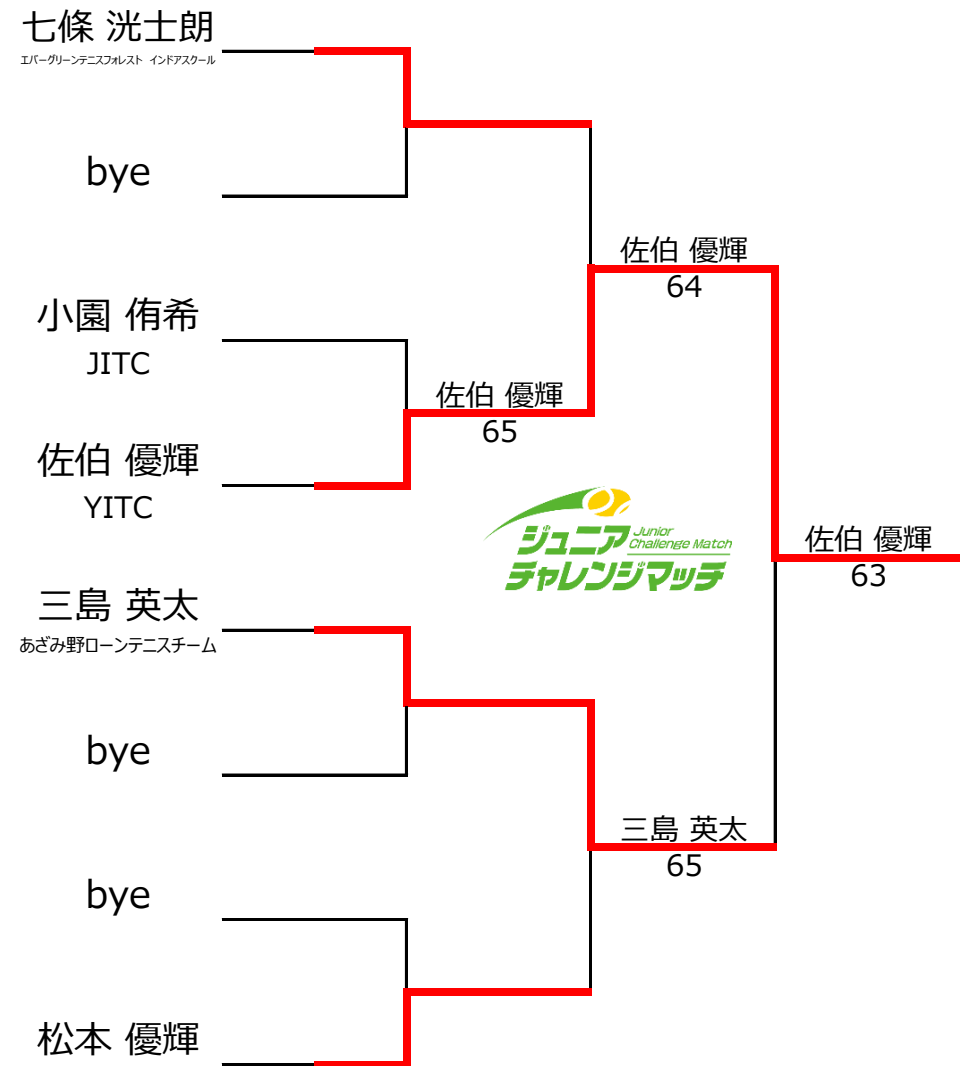 七條 洸士朗
エバーグリーンテニスフォレスト インドアスクール
bye
佐伯 優輝
64
小園 侑希
JITC
佐伯 優輝
65
佐伯 優輝
YITC
Junior
Challenge Match
ジュニア
チャレンジマッチ
佐伯 優輝
63
三島 英太
あざみ野ローンテニスチーム
bye
三島 英太
65
bye
松本 優輝